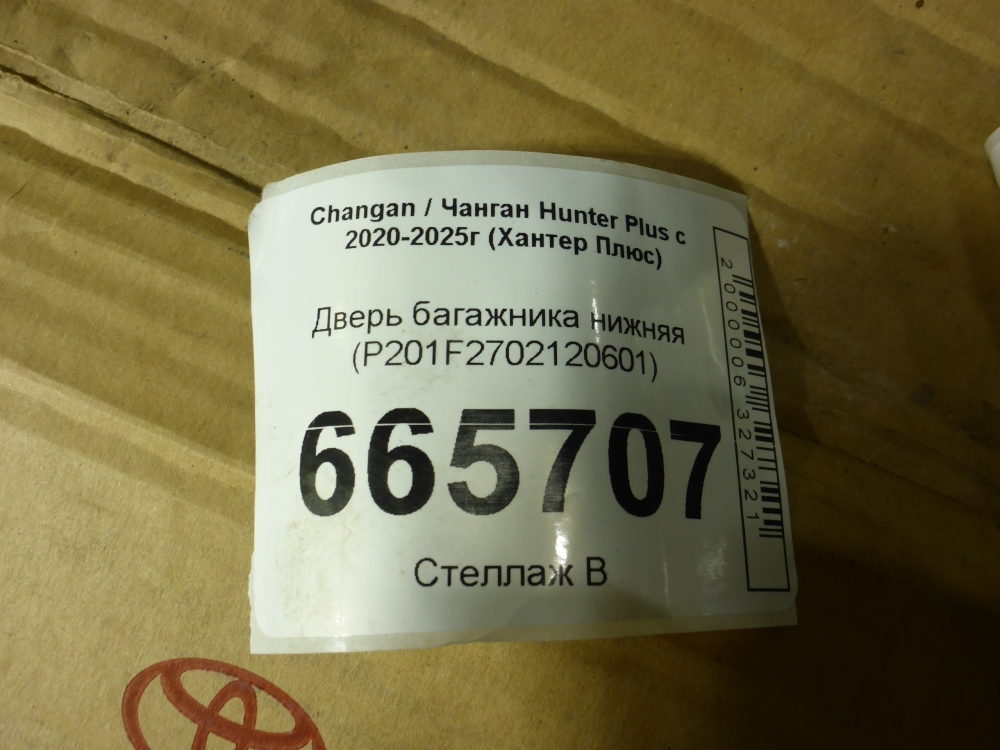 Changan / Чанган Hunter Plus с
2020-2025г (Хантер Плюс)
Дверь багажника нижняя
(P201F2702120601)
665707
Стеллаж В
2000006327321